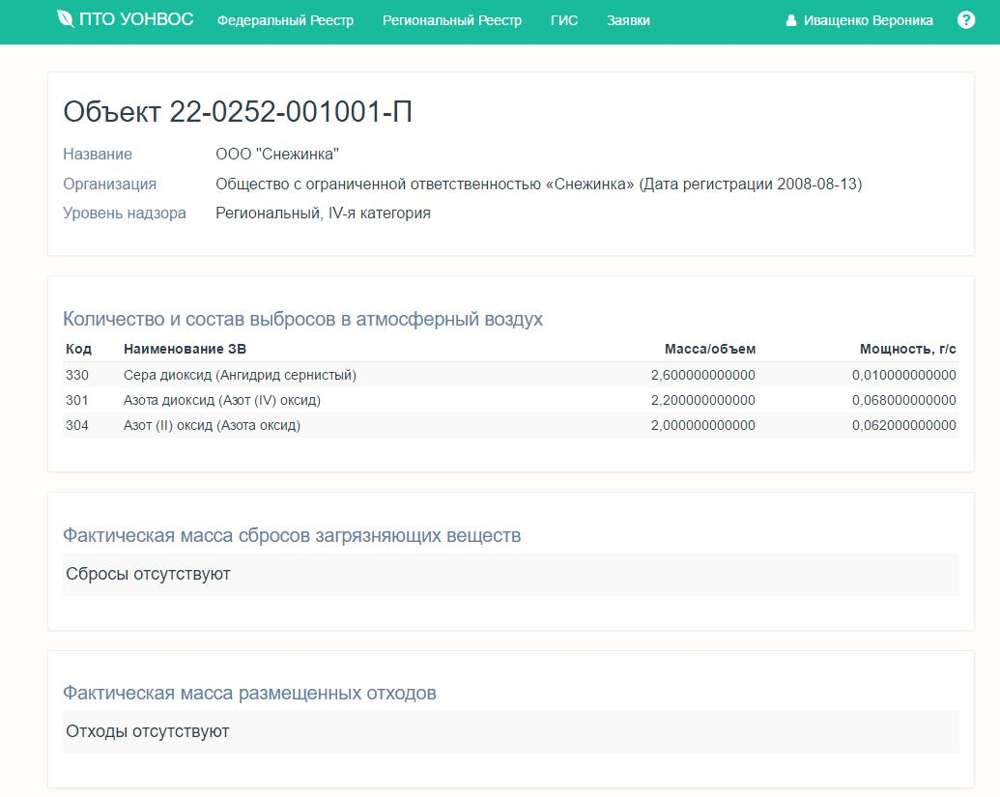 ПТО УОНВОС Федеральный Реестр Региональный Реестр ГИС Заявки Иващенко Вероника ?
Объект 22-0252-001001-П
Название ООО "Снежинка"
Организация Общество с ограниченной ответственностью «Снежинка» (Дата регистрации 2008-08-13)
Уровень надзора Региональный, IV-я категория
Количество и состав выбросов в атмосферный воздух
Код Наименование ЗВ Масса/объем Мощность, г/с
330 Сера диоксид (Ангидрид сернистый) 2,600000000000 0,010000000000
301 Азота диоксид (Азот (IV) оксид) 2,200000000000 0,068000000000
304 Азот (II) оксид (Азота оксид) 2,000000000000 0,062000000000
Фактическая масса сбросов загрязняющих веществ
Сбросы отсутствуют
Фактическая масса размещенных отходов
Отходы отсутствуют